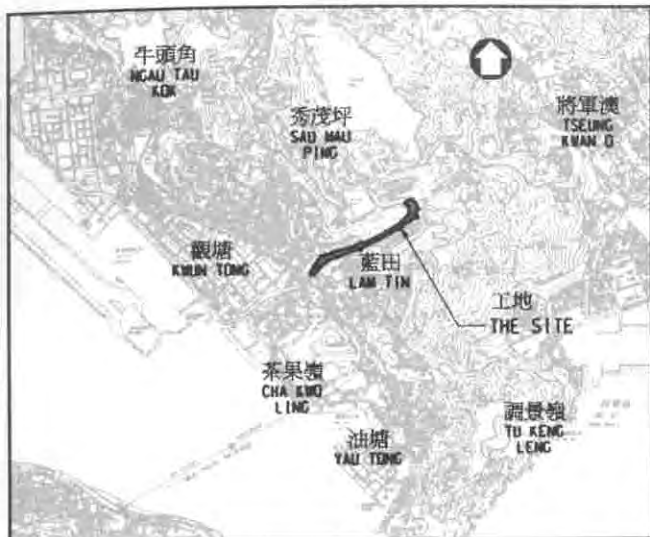 牛頭角
NGAU TAU
KOK
秀茂坪
SAU MAU
PING
將軍澳
TSEUNG
KWAN O
觀塘
KWUN TONG
藍田
LAM TIN
工地
THE SITE
茶果嶺
CHA KWO
LING
調景嶺
TU KENG
LENG
油塘
YAU TONG